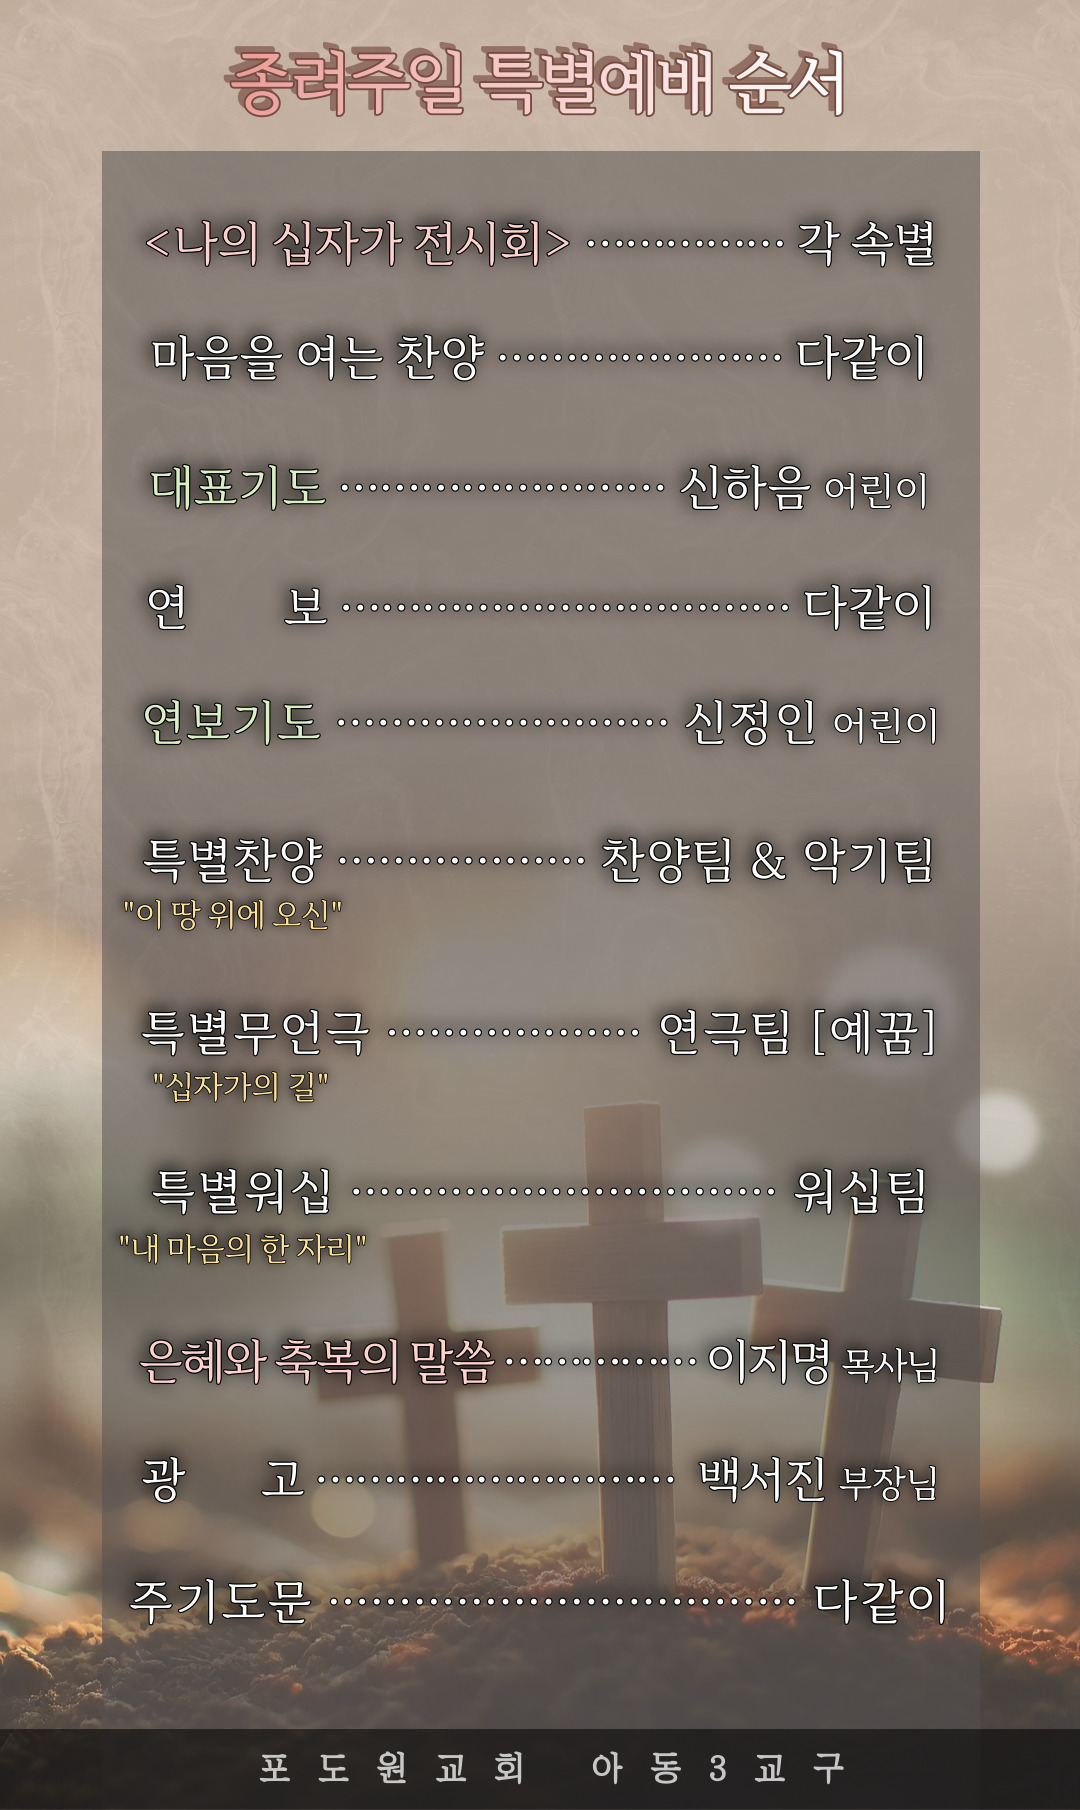 종려주일 특별예배 순서
<나의 십자가 전시회> ··············· 각 속별
마음을 여는 찬양 ····················· 다같이
대표기도 ························ 신하음 어린이
연 보 ································· 다같이
연보기도 ························· 신정인 어린이
특별찬양 ·················· 찬양팀 & 악기팀
"이 땅 위에 오신"
특별무언극 ·················· 연극팀 [예꿈]
"십자가의 길"
특별워십 ······························ 워십팀
"내 마음의 한 자리"
은혜와 축복의 말씀 ·············· 이지명 목사님
광 고 ··························· 백서진 부장님
주기도문 ································· 다같이
포도원교회 아동3교구